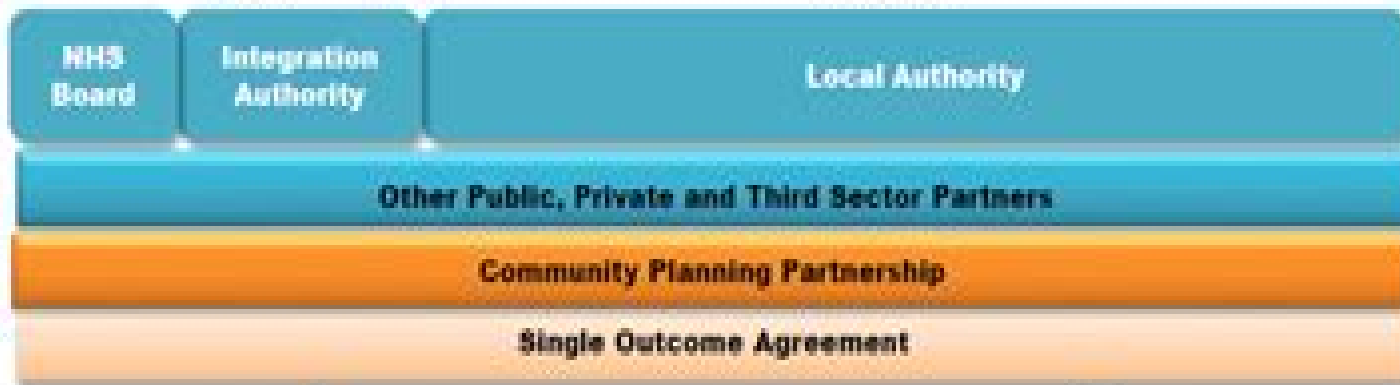 NHS
Board
Integration
Authority
Local Authority
Other Public, Private and Third Sector Partners
Community Planning Partnership
Single Outcome Agreement